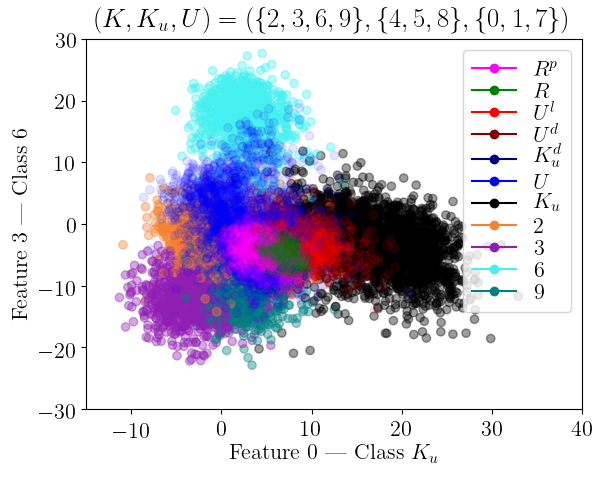 (K, K_u, U) = ({2, 3, 6, 9}, {4, 5, 8}, {0, 1, 7})
30
20
10
0
−10
−20
−30
Feature 3 — Class 6
R^p
R
U^l
U^d
K_u^d
U
K_u
2
3
6
9
−10
0
10
20
30
40
Feature 0 — Class K_u